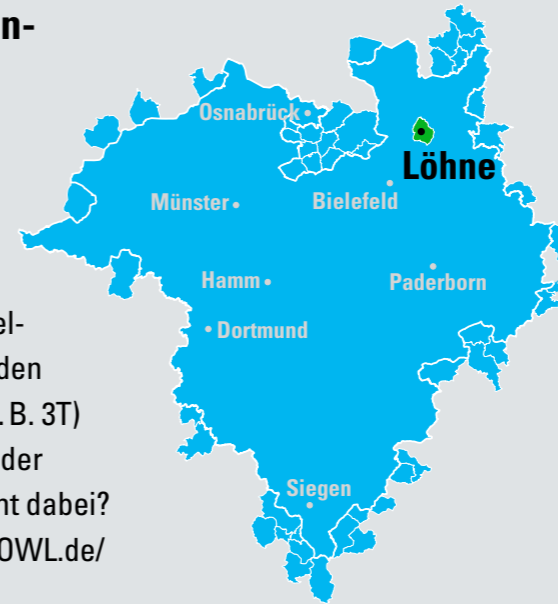 n-
Osnabrück
Löhne
Münster
Bielefeld
Hamm
Paderborn
Dortmund
el-
den
. B. 3T)
der
nt dabei?
OWL.de/
Siegen